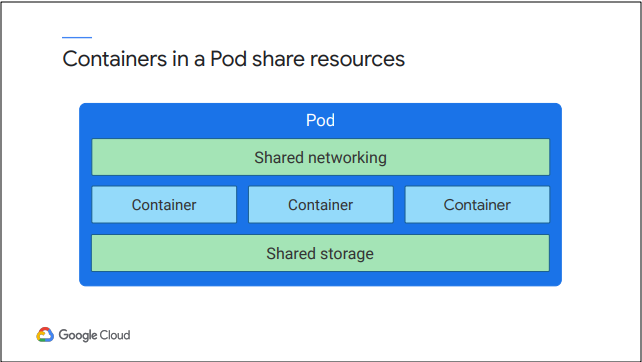 Containers in a Pod share resources
Pod
Shared networking
Container
Container
Container
Shared storage
Google Cloud